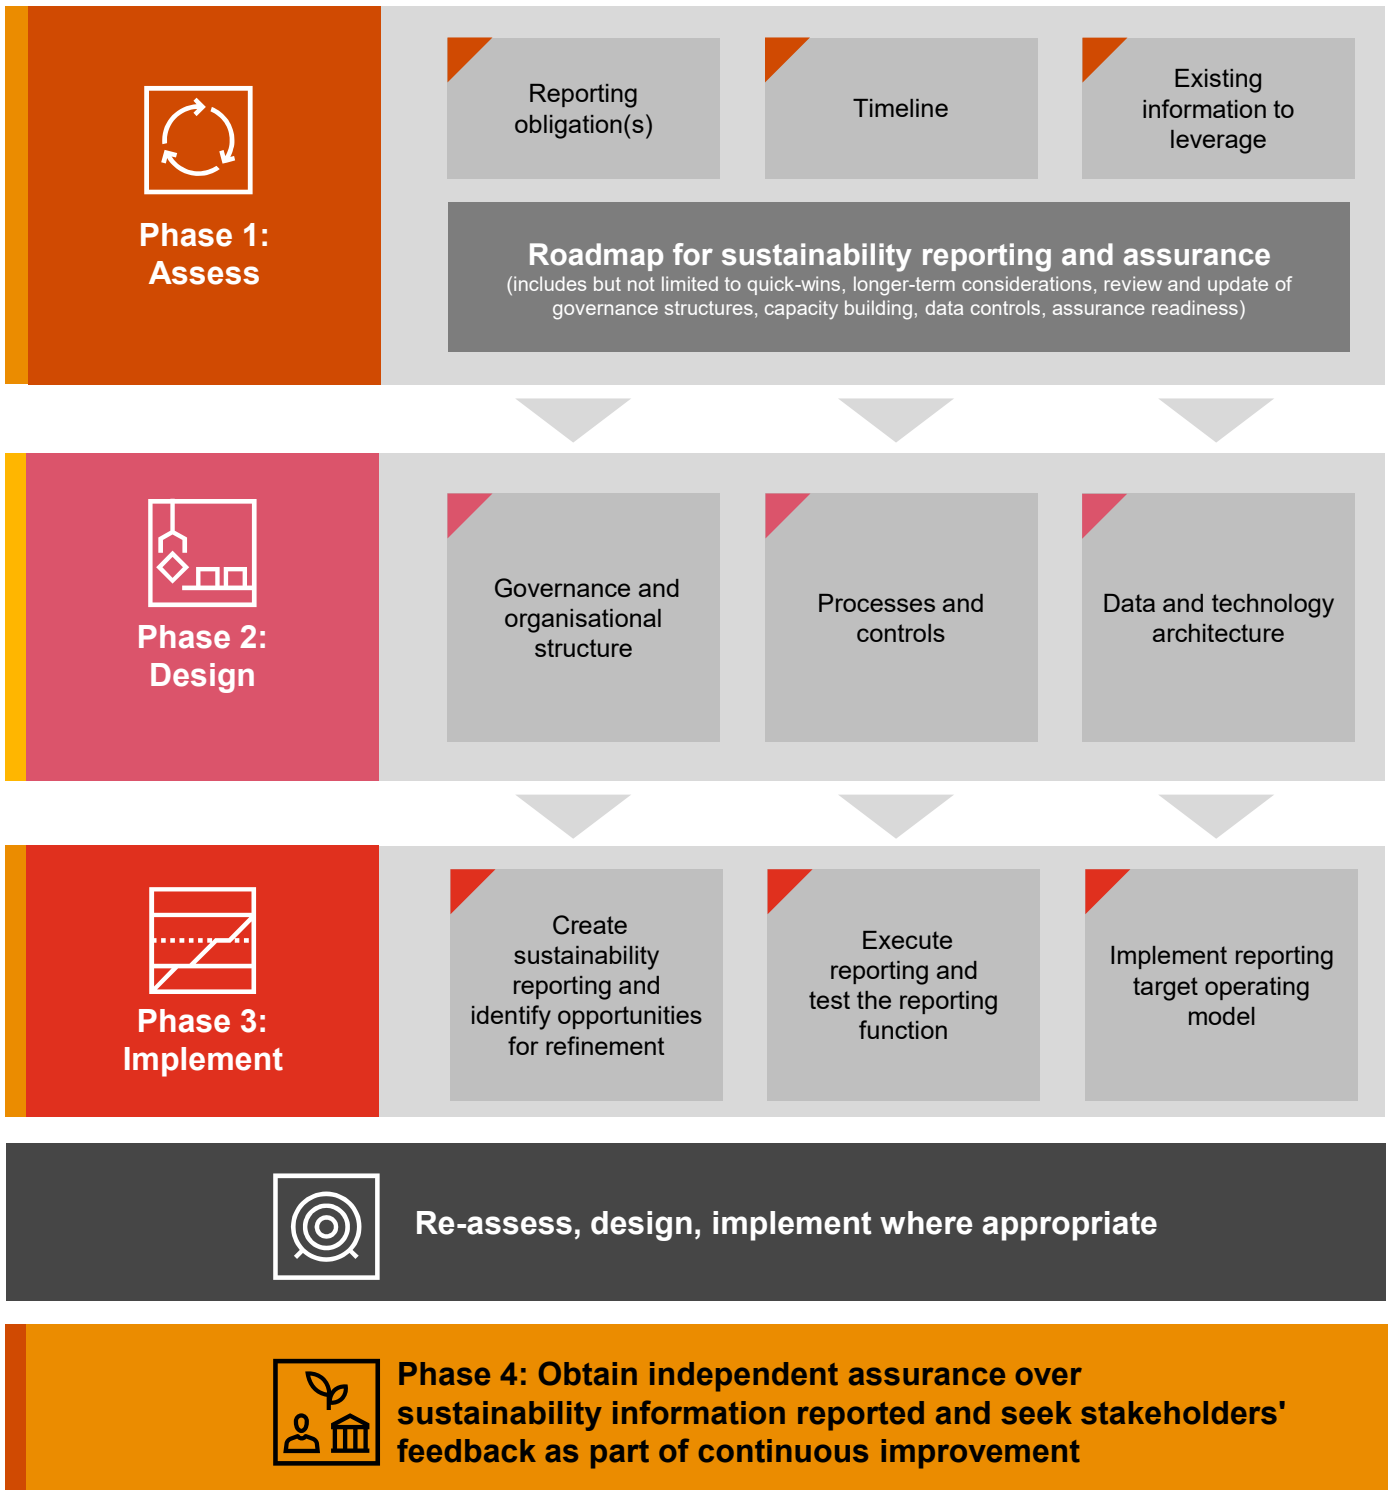 Phase 1:
Assess
Reporting
obligation(s)
Timeline
Existing
information to
leverage
Roadmap for sustainability reporting and assurance
(includes but not limited to quick-wins, longer-term considerations, review and update of
governance structures, capacity building, data controls, assurance readiness)
Phase 2:
Design
Governance and
organisational
structure
Processes and
controls
Data and technology
architecture
Phase 3:
Implement
Create
sustainability
reporting and
identify opportunities
for refinement
Execute
reporting and
test the reporting
function
Implement reporting
target operating
model
Re-assess, design, implement where appropriate
Phase 4: Obtain independent assurance over
sustainability information reported and seek stakeholders'
feedback as part of continuous improvement